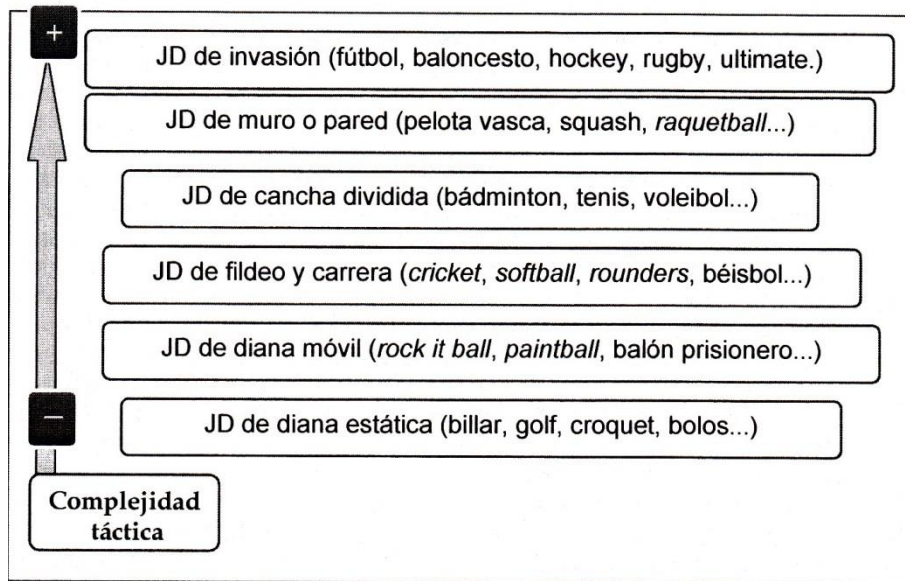 +
JD de invasión (fútbol, baloncesto, hockey, rugby, ultimate.)
JD de muro o pared (pelota vasca, squash, raquetball...)
JD de cancha dividida (bádminton, tenis, voleibol...)
JD de fildeo y carrera (cricket, softball, rounders, béisbol...)
JD de diana móvil (rock it ball, paintball, balón prisionero...)
–
JD de diana estática (billar, golf, croquet, bolos...)
Complejidad
táctica